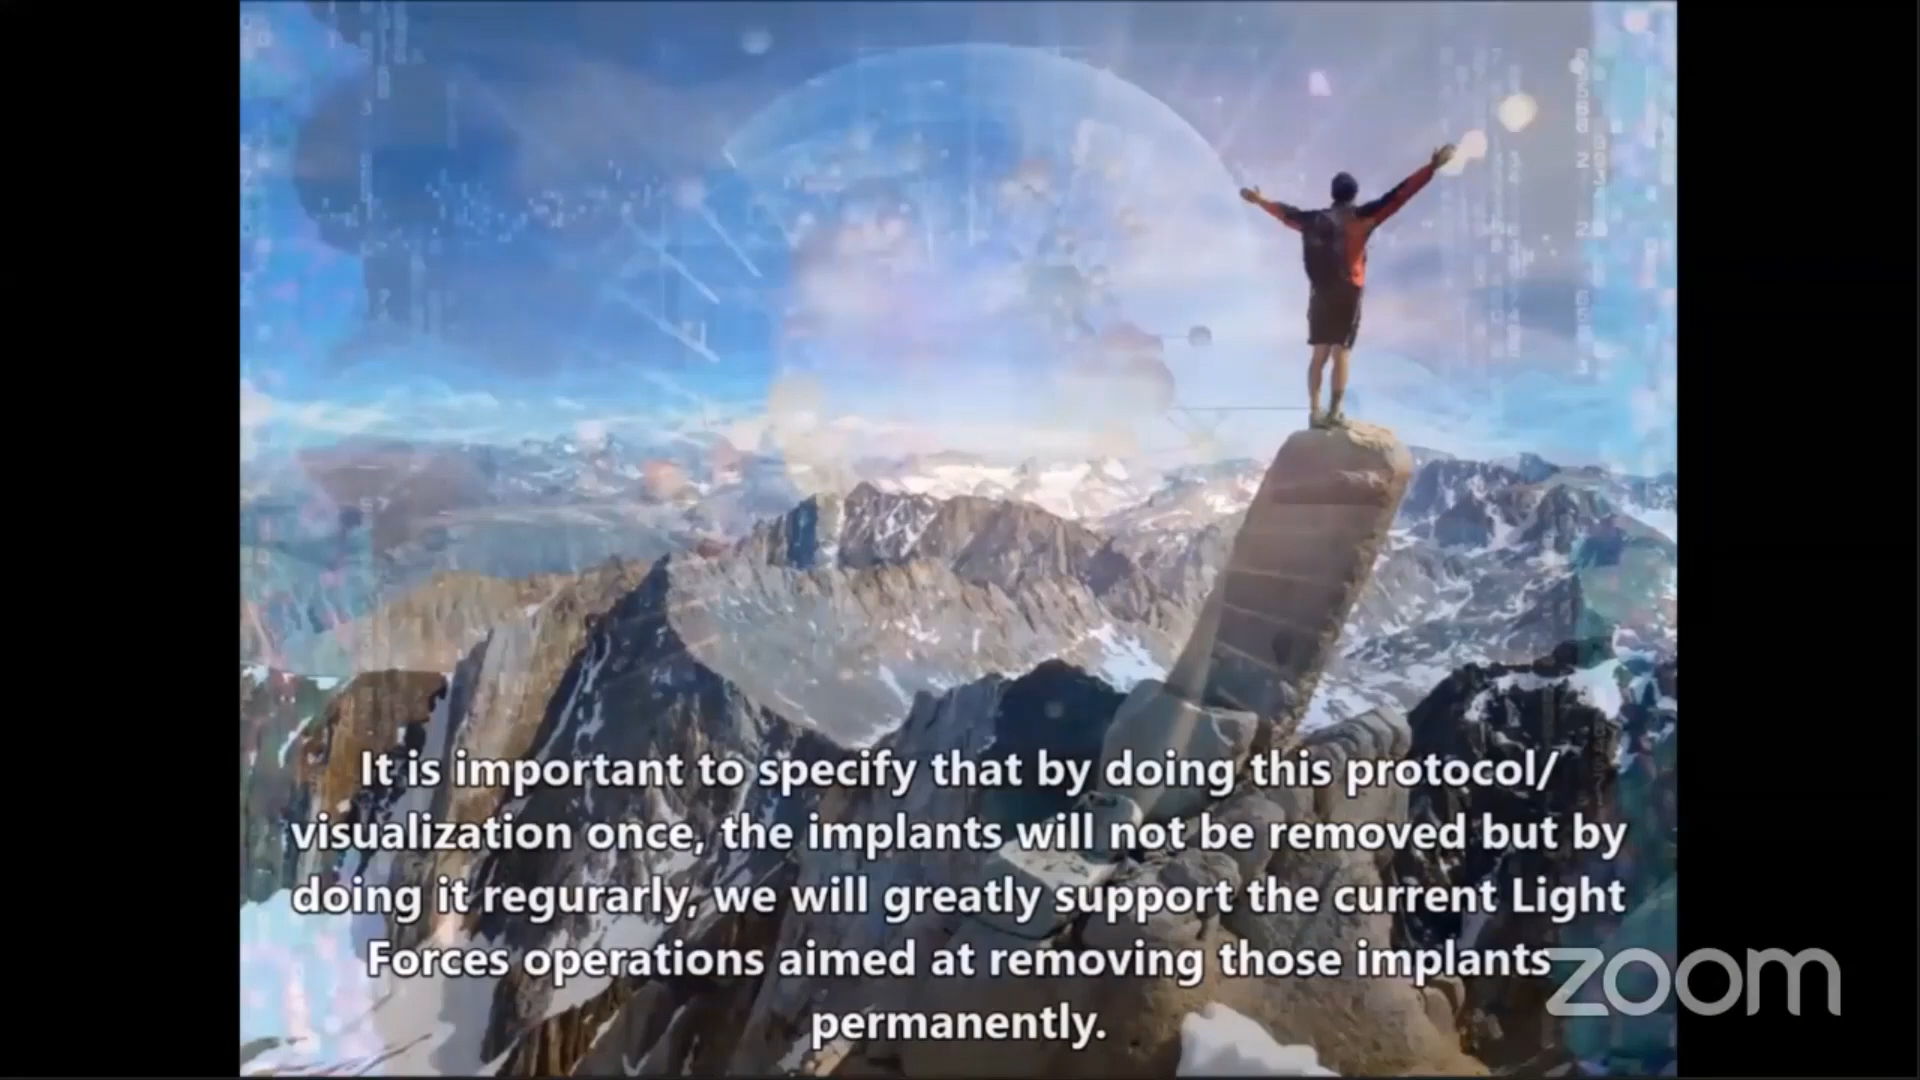 It is important to specify that by doing this protocol/
visualization once, the implants will not be removed but by
doing it regurarly, we will greatly support the current Light
Forces operations aimed at removing those implants
permanently.
zoom